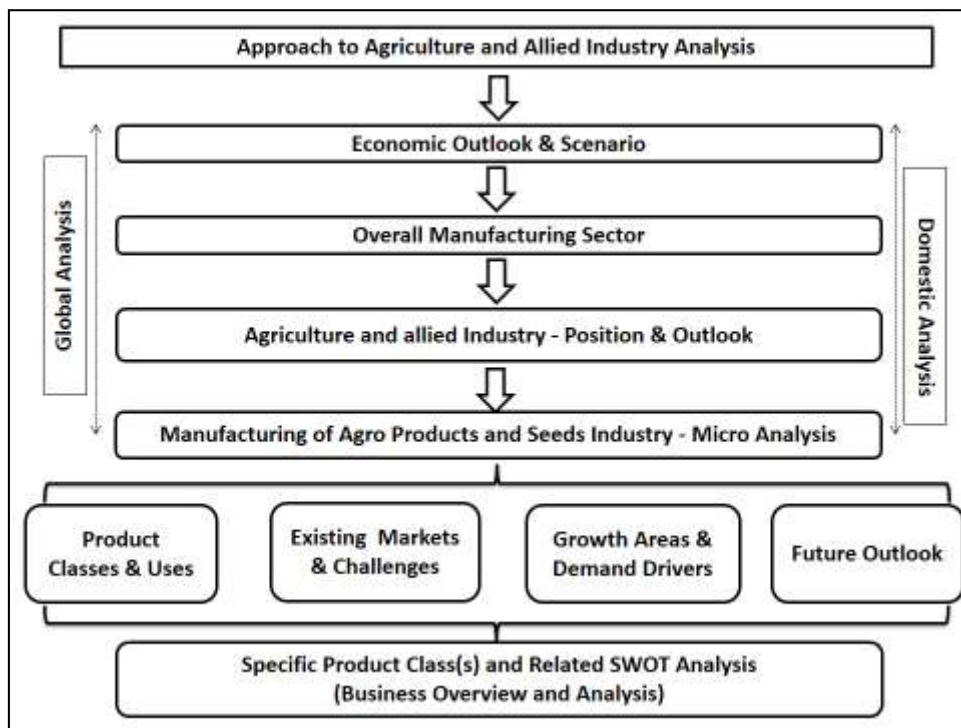 Approach to Agriculture and Allied Industry Analysis
Economic Outlook & Scenario
Global Analysis
Domestic Analysis
Overall Manufacturing Sector
Agriculture and allied Industry - Position & Outlook
Manufacturing of Agro Products and Seeds Industry - Micro Analysis
Product
Classes & Uses
Existing Markets
& Challenges
Growth Areas &
Demand Drivers
Future Outlook
Specific Product Class(s) and Related SWOT Analysis
(Business Overview and Analysis)